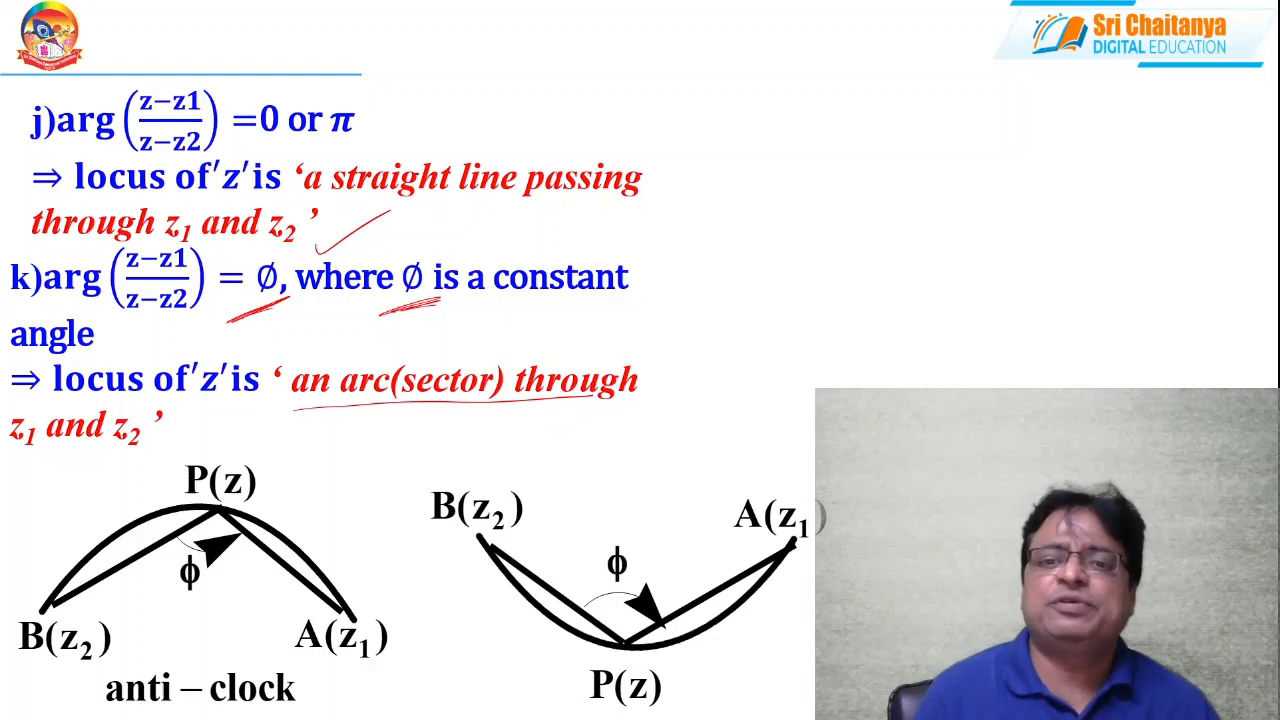 Sri Chaitanya
DIGITAL EDUCATION
j)arg (z−z1/z−z2) =0 or π
⇒ locus of′z′is ‘a straight line passing
through z₁ and z₂ ’
k)arg (z−z1/z−z2) = ∅, where ∅ is a constant
angle
⇒ locus of′z′is ‘ an arc(sector) through
z₁ and z₂ ’
P(z)
ϕ
B(z₂)
A(z₁)
anti – clock
B(z₂)
A(z₁)
ϕ
P(z)